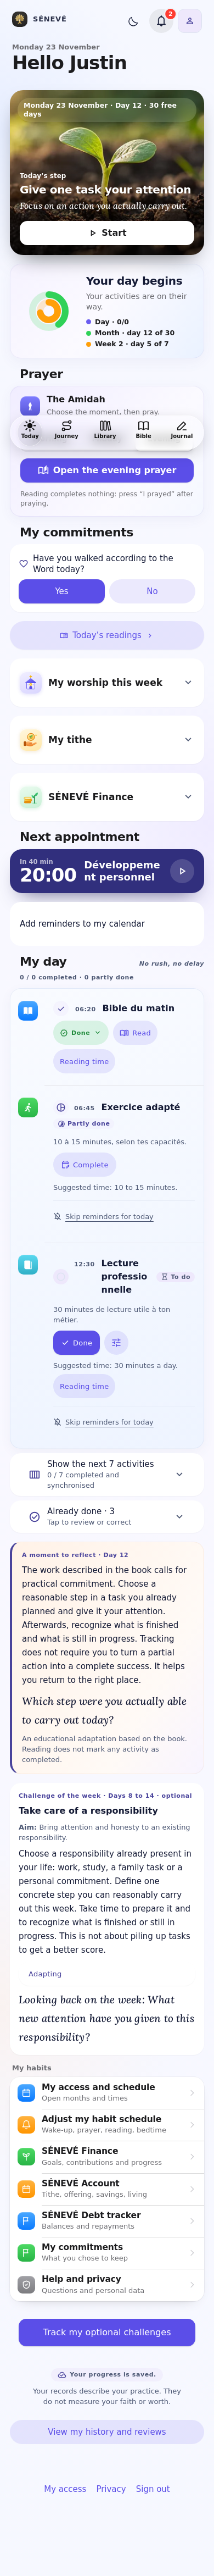 SÉNEVÉ
2
Monday 23 November
Hello Justin
Monday 23 November · Day 12 · 30 free
days
Today's step
Give one task your attention
Focus on an action you actually carry out.
Start
Your day begins
Your activities are on their
way.
Day · 0/0
Month · day 12 of 30
Week 2 · day 5 of 7
Prayer
The Amidah
Choose the moment, then pray.
Today
Journey
Library
Bible
Journal
Open the evening prayer
Reading completes nothing: press “I prayed” after
praying.
My commitments
Have you walked according to the
Word today?
Yes
No
Today’s readings
My worship this week
My tithe
SÉNEVÉ Finance
Next appointment
In 40 min
20:00
Développeme
nt personnel
Add reminders to my calendar
My day
No rush, no delay
0 / 0 completed · 0 partly done
06:20
Bible du matin
Done
Read
Reading time
06:45
Exercice adapté
Partly done
10 à 15 minutes, selon tes capacités.
Complete
Suggested time: 10 to 15 minutes.
Skip reminders for today
12:30
Lecture
professio
nnelle
To do
30 minutes de lecture utile à ton
métier.
Done
Suggested time: 30 minutes a day.
Reading time
Skip reminders for today
Show the next 7 activities
0 / 7 completed and
synchronised
Already done · 3
Tap to review or correct
A moment to reflect · Day 12
The work described in the book calls for
practical commitment. Choose a
reasonable step in a task you already
planned and give it your attention.
Afterwards, recognize what is finished
and what is still in progress. Tracking
does not require you to turn a partial
action into a complete success. It helps
you return to the right place.
Which step were you actually able
to carry out today?
An educational adaptation based on the book.
Reading does not mark any activity as
completed.
Challenge of the week · Days 8 to 14 · optional
Take care of a responsibility
Aim: Bring attention and honesty to an existing
responsibility.
Choose a responsibility already present in
your life: work, study, a family task or a
personal commitment. Define one
concrete step you can reasonably carry
out this week. Take time to prepare it and
to recognize what is finished or still in
progress. This is not about piling up tasks
to get a better score.
Adapting
Looking back on the week: What
new attention have you given to this
responsibility?
My habits
My access and schedule
Open months and times
Adjust my habit schedule
Wake-up, prayer, reading, bedtime
SÉNEVÉ Finance
Goals, contributions and progress
SÉNEVÉ Account
Tithe, offering, savings, living
SÉNEVÉ Debt tracker
Balances and repayments
My commitments
What you chose to keep
Help and privacy
Questions and personal data
Track my optional challenges
Your progress is saved.
Your records describe your practice. They
do not measure your faith or worth.
View my history and reviews
My access
Privacy
Sign out